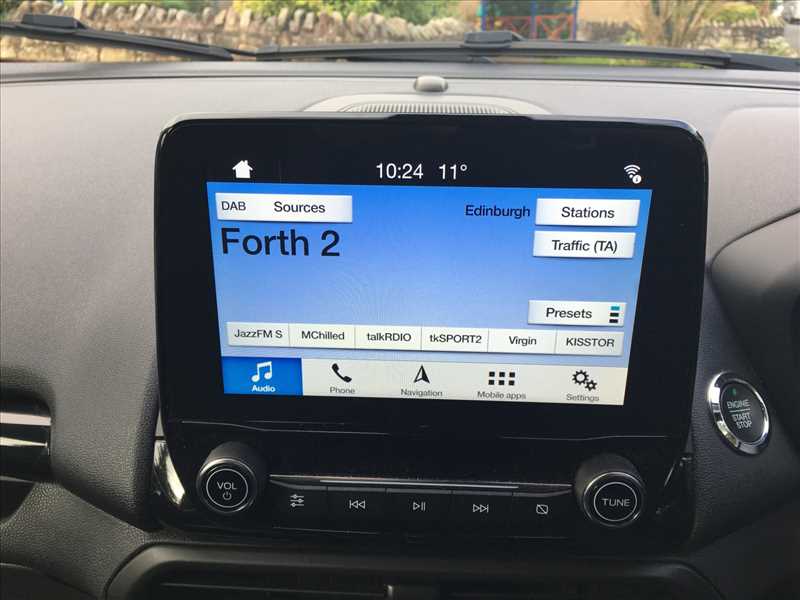 10:24 11°
DAB Sources Edinburgh Stations
Forth 2 Traffic (TA)
Presets
JazzFM S MChilled talkRDIO tkSPORT2 Virgin KISSTOR
Audio Phone Navigation Mobile apps Settings
ENGINE
START
STOP
VOL TUNE